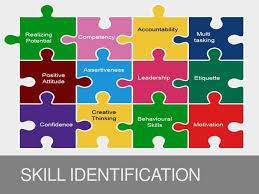 Realizing
Potential
Competency
Accountability
Multi
tasking
Positive
Attitude
Assertiveness
Leadership
Etiquette
Confidence
Creative
Thinking
Behavioural
Skills
Motivation
SKILL IDENTIFICATION